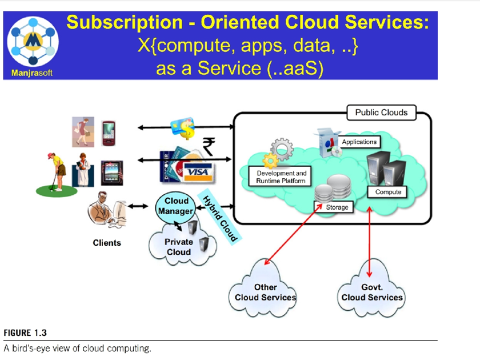 Subscription - Oriented Cloud Services:
X{compute, apps, data, ..}
as a Service (..aaS)
Manjrasoft
Public Clouds
Applications
Development and
Runtime Platform
Compute
Storage
₹
VISA
Cloud
Manager
Hybrid Cloud
Private
Cloud
Clients
Other
Cloud Services
Govt.
Cloud Services
FIGURE 1.3
A bird's-eye view of cloud computing.